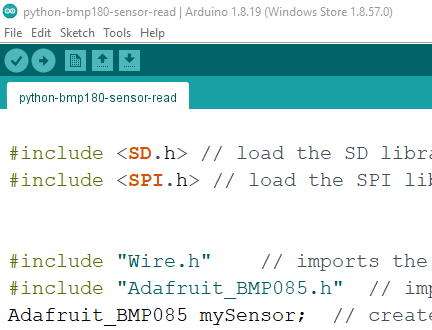 python-bmp180-sensor-read | Arduino 1.8.19 (Windows Store 1.8.57.0)
File Edit Sketch Tools Help
python-bmp180-sensor-read
#include <SD.h> // load the SD libra
#include <SPI.h> // load the SPI lib
#include "Wire.h" // imports the
#include "Adafruit_BMP085.h" // imp
Adafruit_BMP085 mySensor; // create